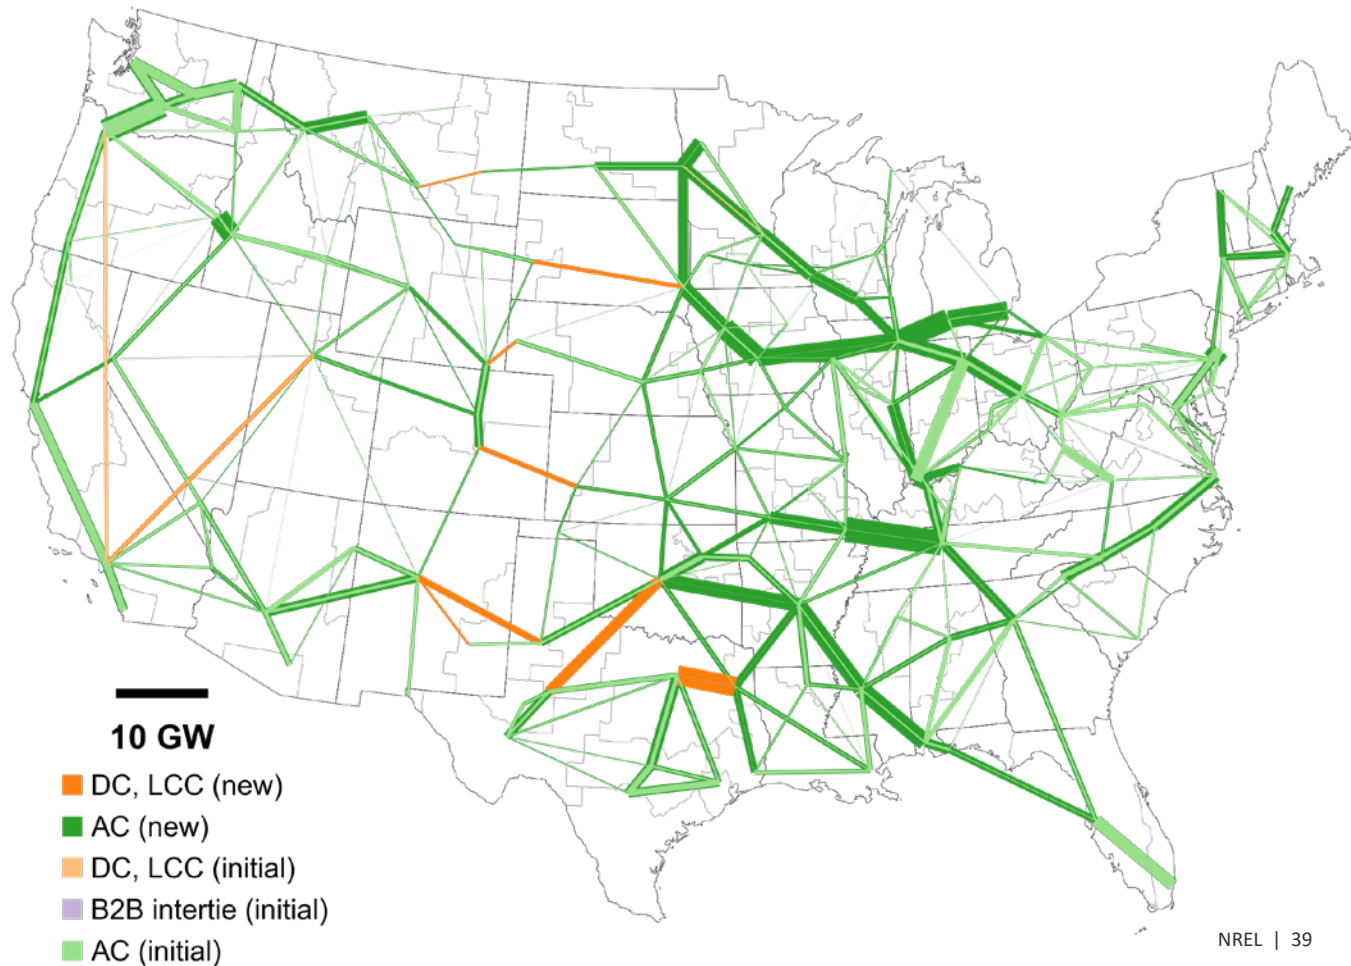 10 GW
DC, LCC (new)
AC (new)
DC, LCC (initial)
B2B intertie (initial)
AC (initial)
NREL | 39